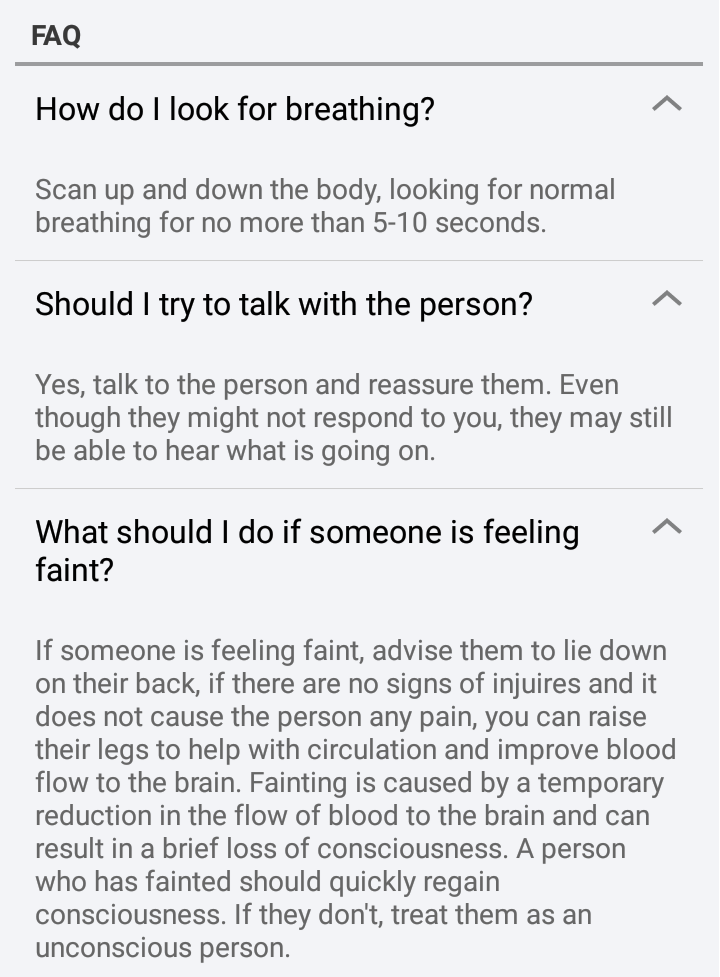 FAQ
How do I look for breathing?
Scan up and down the body, looking for normal
breathing for no more than 5-10 seconds.
Should I try to talk with the person?
Yes, talk to the person and reassure them. Even
though they might not respond to you, they may still
be able to hear what is going on.
What should I do if someone is feeling
faint?
If someone is feeling faint, advise them to lie down
on their back, if there are no signs of injuires and it
does not cause the person any pain, you can raise
their legs to help with circulation and improve blood
flow to the brain. Fainting is caused by a temporary
reduction in the flow of blood to the brain and can
result in a brief loss of consciousness. A person
who has fainted should quickly regain
consciousness. If they don't, treat them as an
unconscious person.